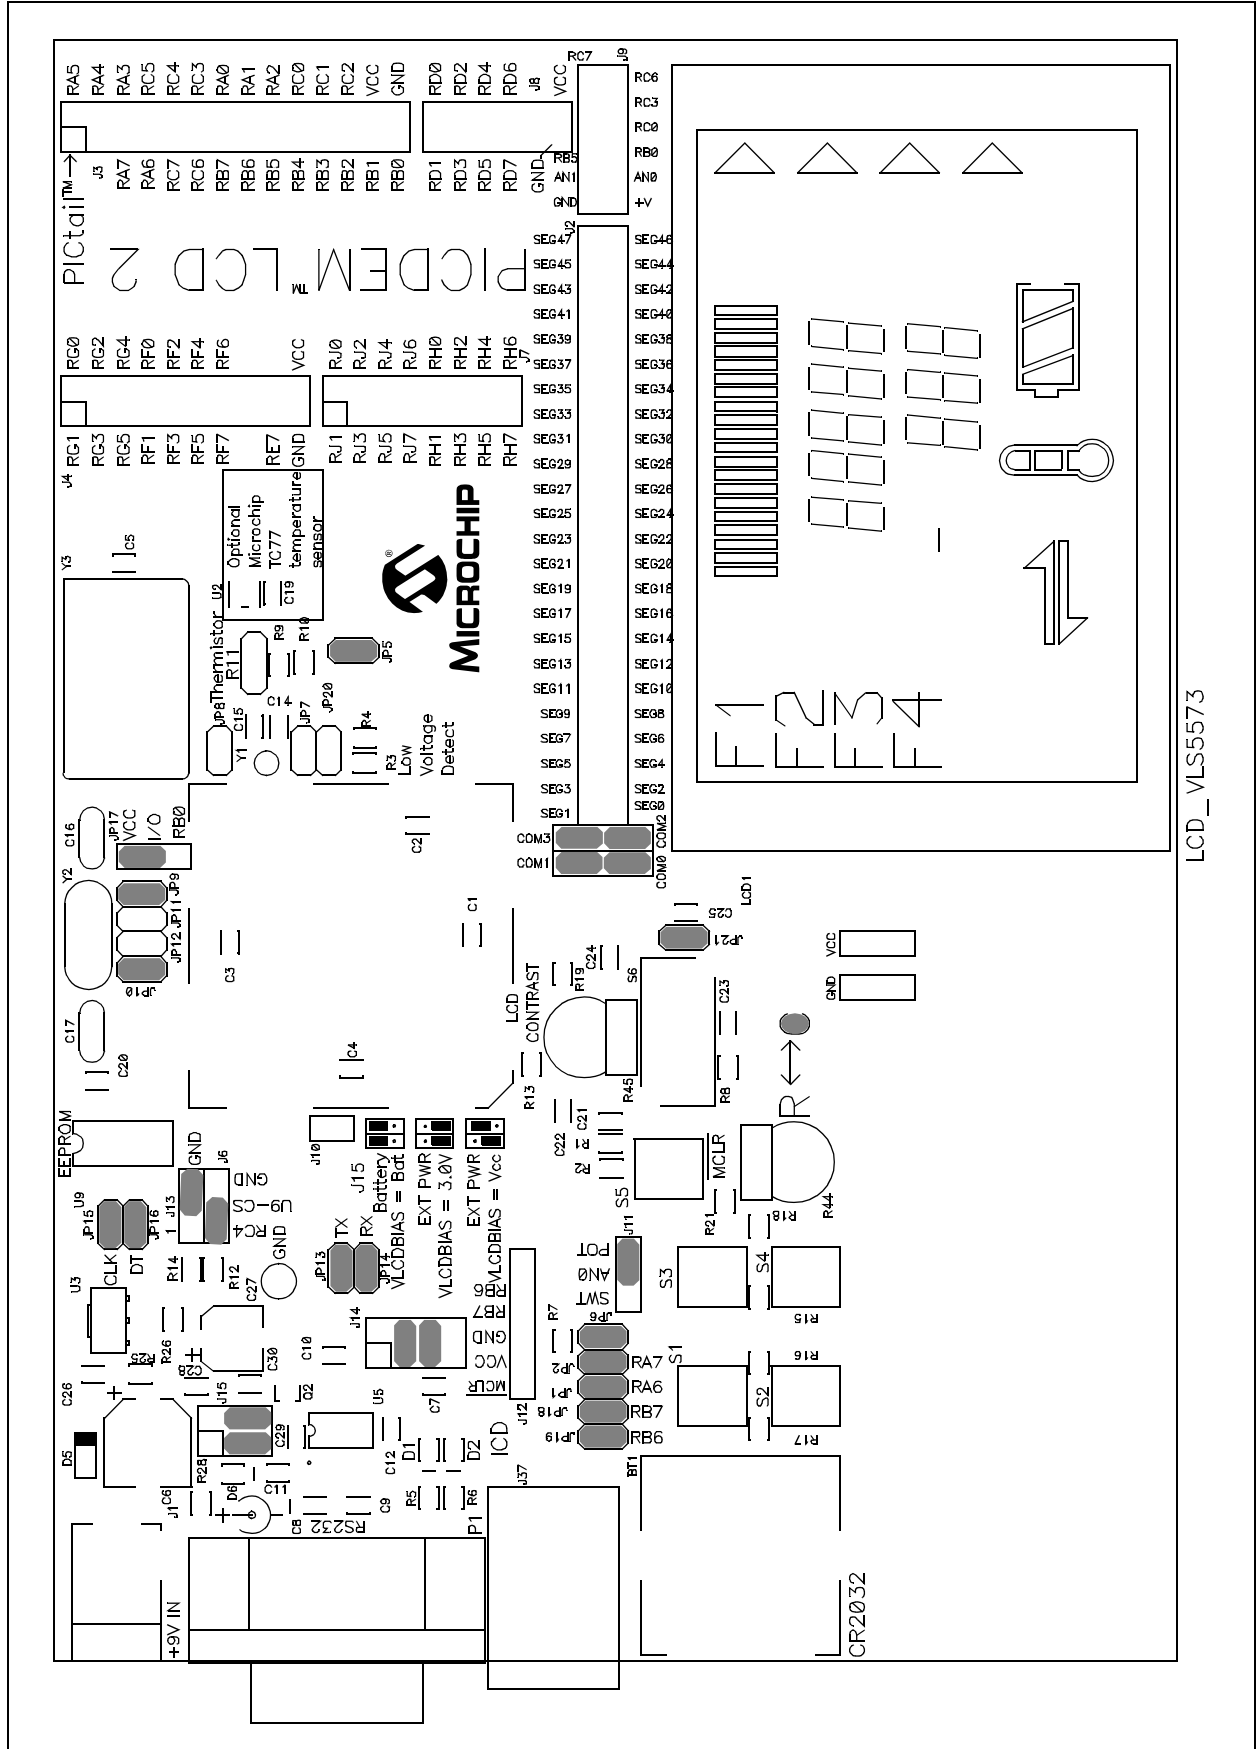 RA5
RA4
RA3
RC5
RC4
RC3
RA0
RA1
RA2
RC0
RC1
RC2
VCC
GND
RD0
RD2
RD4
RD6
J8
VCC
RC7
J9
RC6
RC3
RC0
RB0
AN0
+V
RB5
AN1
GND
J3
RA7
RA6
RC7
RC6
RB7
RB6
RB5
RB4
RB3
RB2
RB1
RB0
RD1
RD3
RD5
RD7
GND
PICtail™
PICDEM™ LCD 2
RG0
RG2
RG4
RF0
RF2
RF4
RF6
VCC
RJ0
RJ2
RJ4
RJ6
RH0
RH2
RH4
RH6
J7
J4
RG1
RG3
RG5
RF1
RF3
RF5
RF7
RE7
GND
RJ1
RJ3
RJ5
RJ7
RH1
RH3
RH5
RH7
J2
SEG47 SEG46
SEG45 SEG44
SEG43 SEG42
SEG41 SEG40
SEG39 SEG38
SEG37 SEG36
SEG35 SEG34
SEG33 SEG32
SEG31 SEG30
SEG29 SEG28
SEG27 SEG26
SEG25 SEG24
SEG23 SEG22
SEG21 SEG20
SEG19 SEG18
SEG17 SEG16
SEG15 SEG14
SEG13 SEG12
SEG11 SEG10
SEG9 SEG8
SEG7 SEG6
SEG5 SEG4
SEG3 SEG2
SEG1 SEG0
COM3 COM2
COM1 COM0
Y3
C5
Optional
Microchip
TC77
temperature
sensor
U2
C19
MICROCHIP
®
Thermistor
R11
R9
R10
JP5
JP8
C15
C14
Y1
JP7
JP20
R4
R3
Low
Voltage
Detect
F1
F2
F3
F4
LCD_VLS5573
C16
JP17
VCC
I/O
RB0
Y2
JP9
JP11
JP12
JP10
C17
C20
C2
C1
C3
C4
LCD
CONTRAST
R19
C24
S6
C25
LCD1
JP21
C23
VCC
GND
R13
R45
R8
R
C22
C21
R1
R2
S5
MCLR
R21
R18
R44
EEPROM
U9
GND
J6
J13
1
GND
U9-CS
RC4
JP15
JP16
CLK
DT
J10
J15
Battery
VLCDBIAS = Bat
EXT PWR
VLCDBIAS = 3.0V
EXT PWR
VLCDBIAS = Vcc
TX
RX
JP13
JP14
GND
U3
R14
R12
C27
R26
R25
C26
C28
C30
C10
J14
J15
Q2
U5
C7
RB6
RB7
GND
VCC
MCLR
J12
ICD
R7
J11
POT
AN0
SWT
JP6
JP2
RA7
JP1
RA6
JP18
RB7
JP19
RB6
S3
S4
R15
S1
S2
R16
R17
D5
R28
C29
C12
D1
D2
C6
J1
D6
C11
C8
C9
RS232
R5
R6
P1
J37
BT1
+9V IN
CR2032